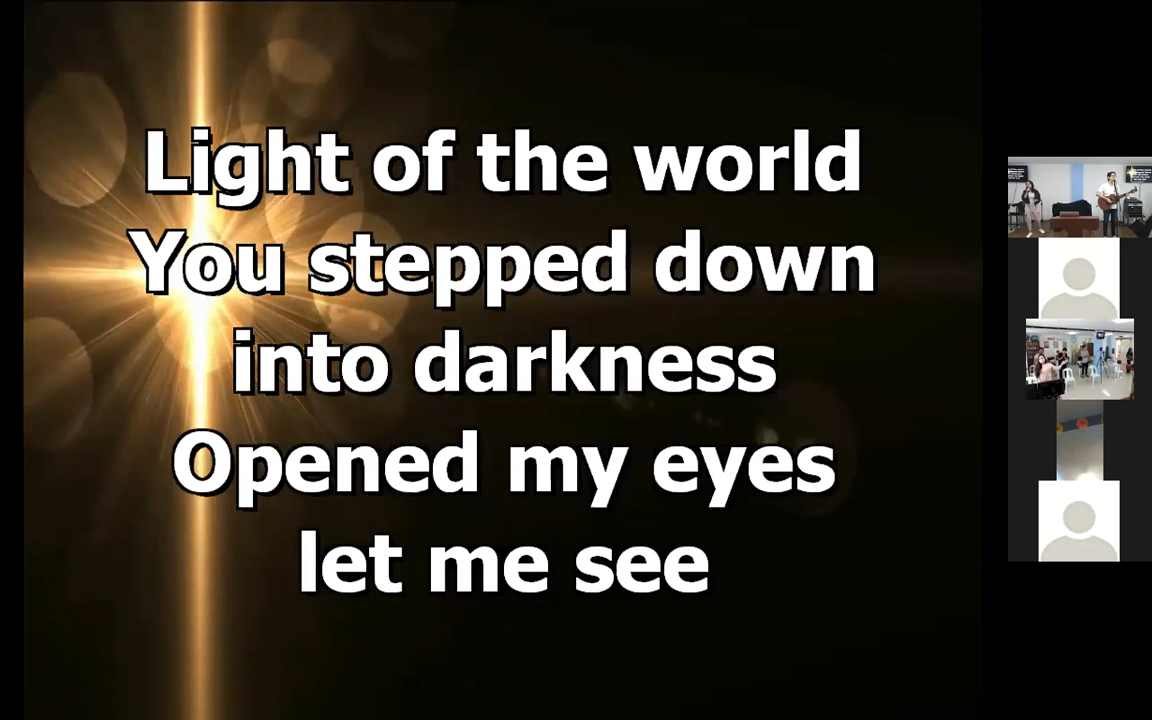 Light of the world
You stepped down
into darkness
Opened my eyes
let me see